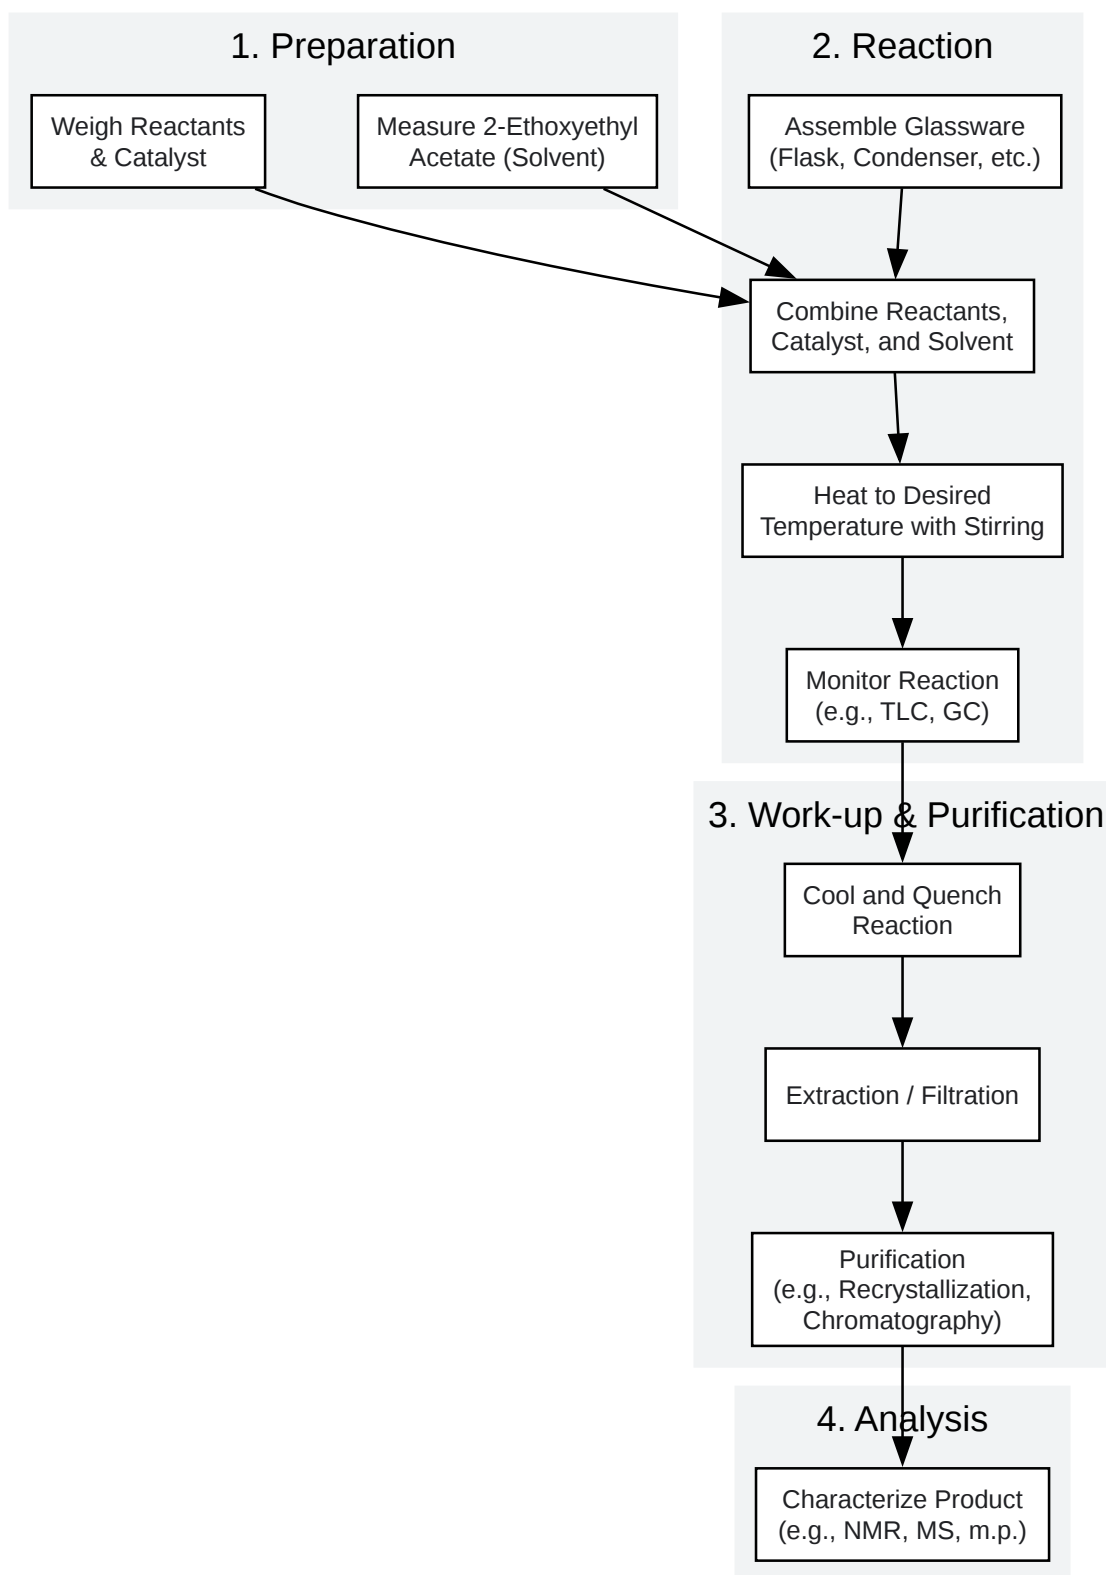 1. Preparation
Weigh Reactants
& Catalyst
Measure 2-Ethoxyethyl
Acetate (Solvent)
2. Reaction
Assemble Glassware
(Flask, Condenser, etc.)
Combine Reactants,
Catalyst, and Solvent
Heat to Desired
Temperature with Stirring
Monitor Reaction
(e.g., TLC, GC)
3. Work-up & Purification
Cool and Quench
Reaction
Extraction / Filtration
Purification
(e.g., Recrystallization,
Chromatography)
4. Analysis
Characterize Product
(e.g., NMR, MS, m.p.)